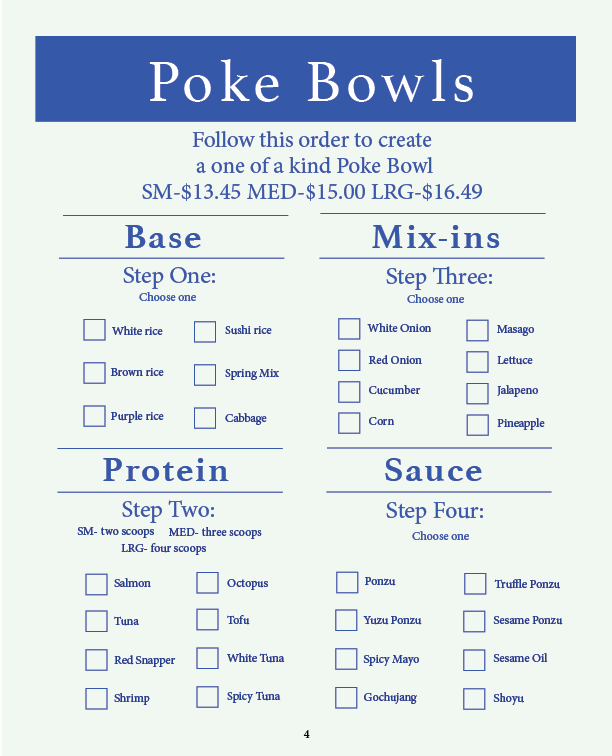 Poke Bowls
Follow this order to create
a one of a kind Poke Bowl
SM-$13.45 MED-$15.00 LRG-$16.49
Base
Step One:
Choose one
White rice
Sushi rice
Brown rice
Spring Mix
Purple rice
Cabbage
Protein
Step Two:
SM- two scoops MED- three scoops
LRG- four scoops
Salmon
Octopus
Tuna
Tofu
Red Snapper
White Tuna
Shrimp
Spicy Tuna
Mix-ins
Step Three:
Choose one
White Onion
Masago
Red Onion
Lettuce
Cucumber
Jalapeno
Corn
Pineapple
Sauce
Step Four:
Choose one
Ponzu
Truffle Ponzu
Yuzu Ponzu
Sesame Ponzu
Spicy Mayo
Sesame Oil
Gochujang
Shoyu
4